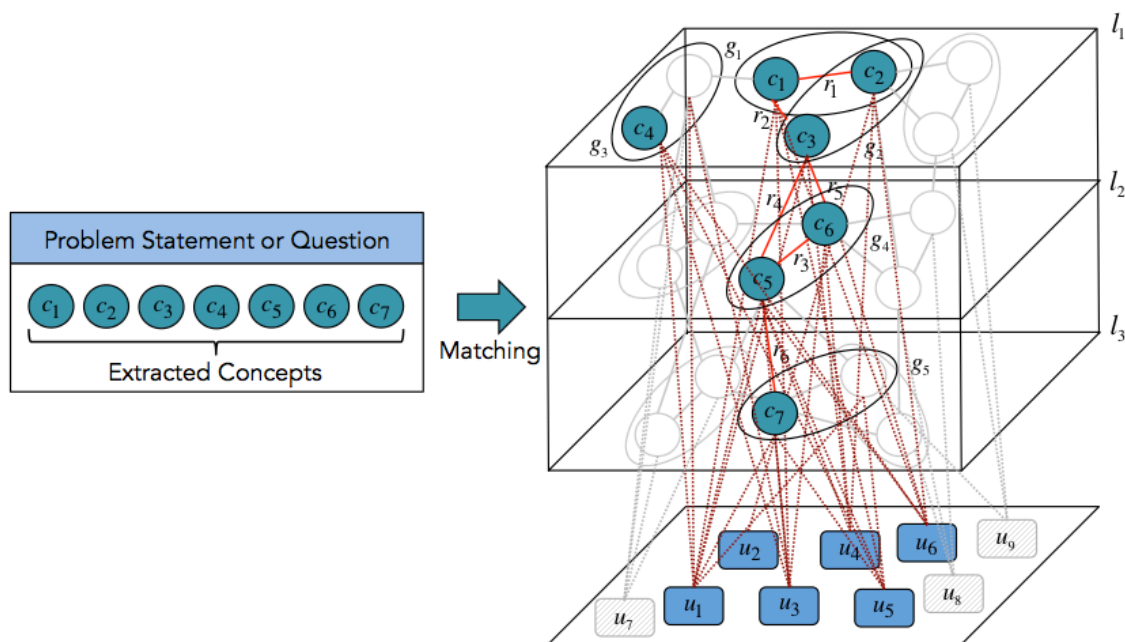 Problem Statement or Question
c1 c2 c3 c4 c5 c6 c7
Extracted Concepts
Matching
l1
g1
c1
r1
c2
r2
c3
g2
c4
g3
l2
r4
r5
c6
g4
r3
c5
l3
r6
g5
c7
u2
u4
u6
u9
u7
u1
u3
u5
u8